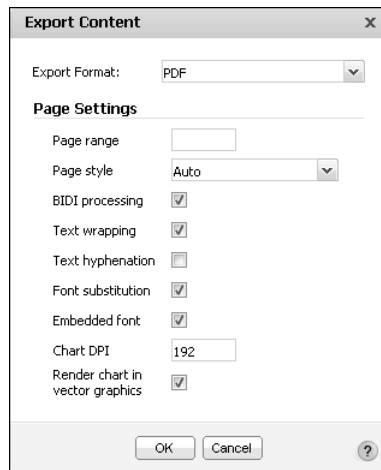 Export Content x
Export Format: PDF
Page Settings
Page range
Page style Auto
BIDI processing
Text wrapping
Text hyphenation
Font substitution
Embedded font
Chart DPI 192
Render chart in
vector graphics
OK Cancel ?